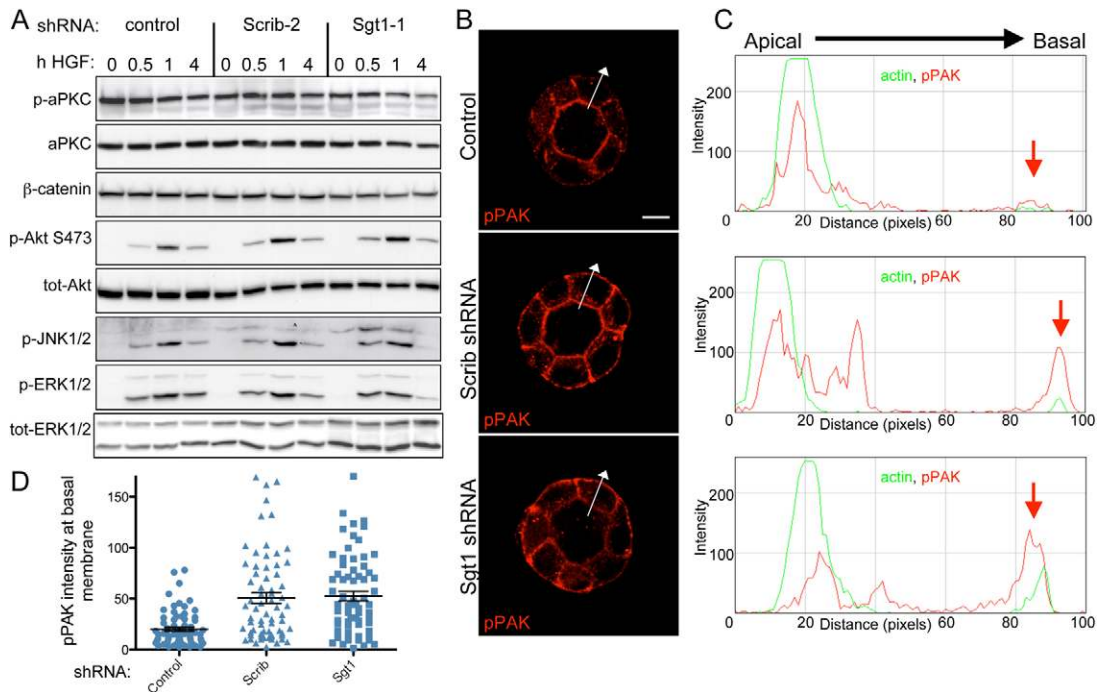 A
shRNA: control Scrib-2 Sgt1-1
h HGF: 0 0.5 1 4 0 0.5 1 4 0 0.5 1 4
p-aPKC
aPKC
β-catenin
p-Akt S473
tot-Akt
p-JNK1/2
p-ERK1/2
tot-ERK1/2
B
Control
pPAK
Scrib shRNA
pPAK
Sgt1 shRNA
pPAK
C
Apical Basal
actin, pPAK
Intensity
200
100
0
20 40 60 80 100
Distance (pixels)
actin, pPAK
Intensity
200
100
0
20 40 60 80 100
Distance (pixels)
actin, pPAK
Intensity
200
100
0
20 40 60 80 100
Distance (pixels)
D
pPAK intensity at basal
membrane
150
100
50
0
shRNA: Control Scrib Sgt1